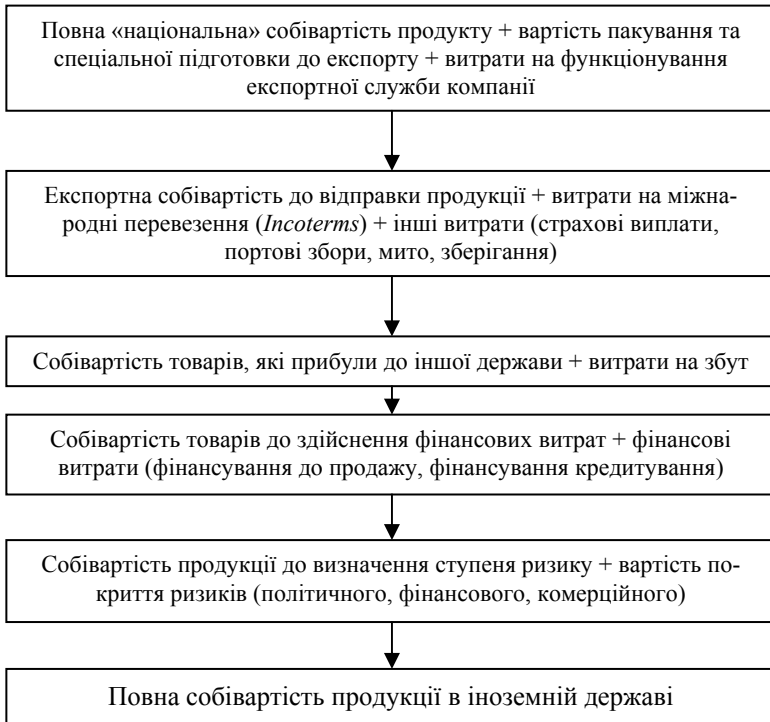 Повна «національна» собівартість продукту + вартість пакування та
спеціальної підготовки до експорту + витрати на функціонування
експортної служби компанії
Експортна собівартість до відправки продукції + витрати на міжна-
родні перевезення (Incoterms) + інші витрати (страхові виплати,
портові збори, мито, зберігання)
Собівартість товарів, які прибули до іншої держави + витрати на збут
Собівартість товарів до здійснення фінансових витрат + фінансові
витрати (фінансування до продажу, фінансування кредитування)
Собівартість продукції до визначення ступеня ризику + вартість по-
криття ризиків (політичного, фінансового, комерційного)
Повна собівартість продукції в іноземній державі